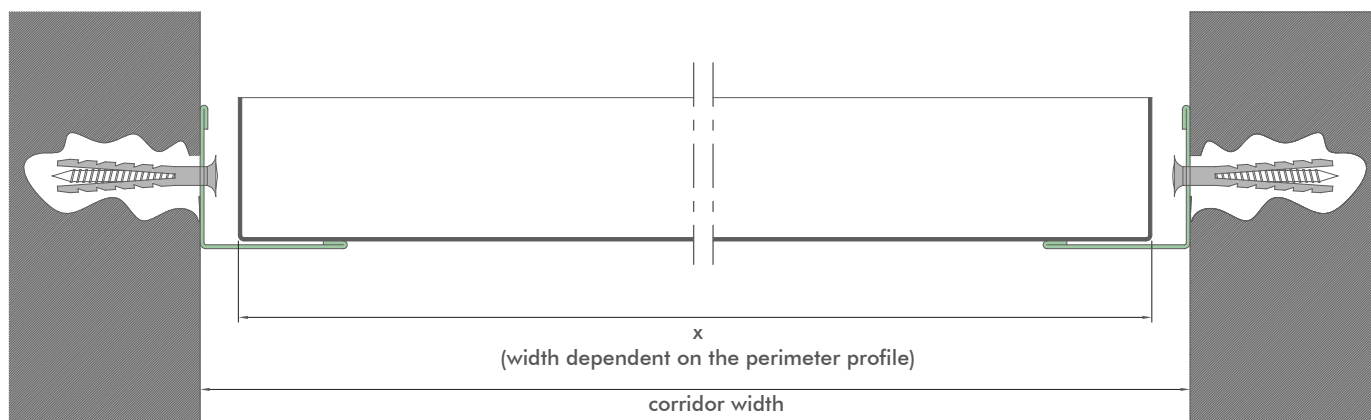 x
(width dependent on the perimeter profile)
corridor width